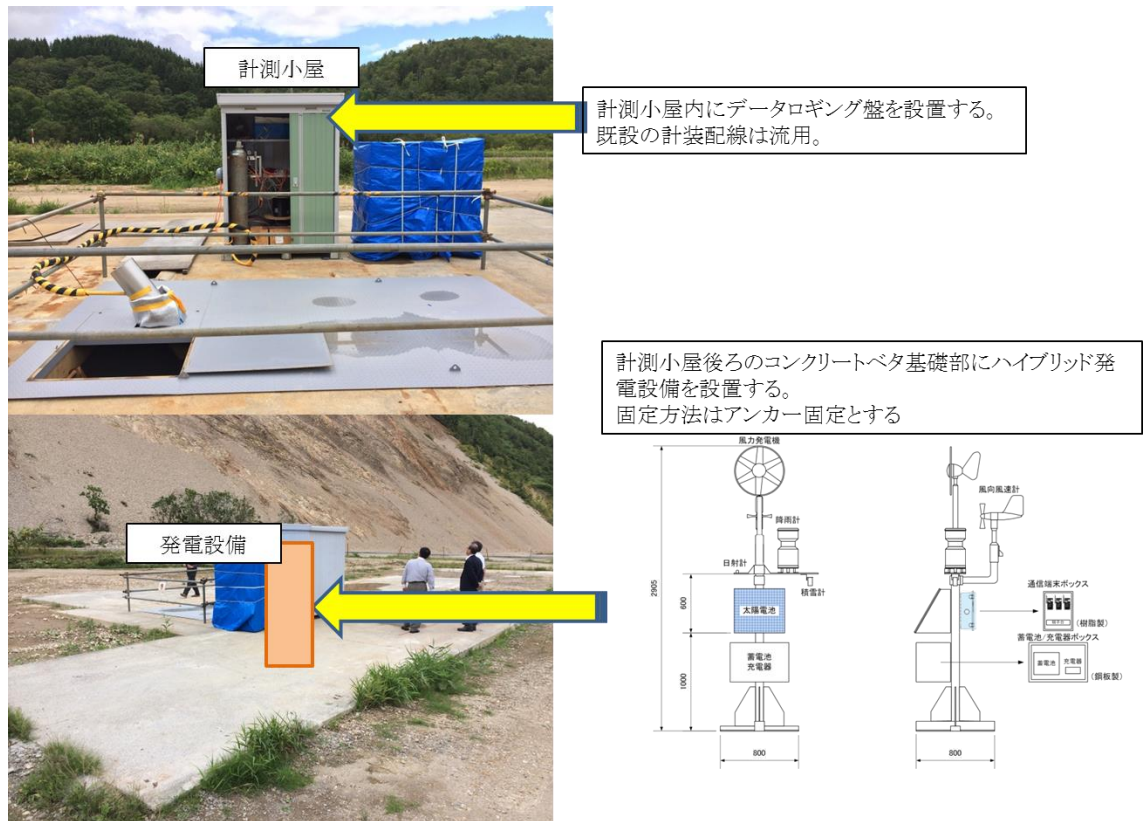 計測小屋
計測小屋内にデータロギング盤を設置する。
既設の計装配線は流用。
計測小屋後ろのコンクリートベタ基礎部にハイブリッド発
電設備を設置する。
固定方法はアンカー固定とする
発電設備
風力発電機
降雨計
日射計
積雪計
太陽電池
蓄電池
充電器
2905
600
1000
800
風向風速計
通信端末ボックス
(樹脂製)
蓄電池/充電器ボックス
蓄電池
充電器
(鋼板製)
800